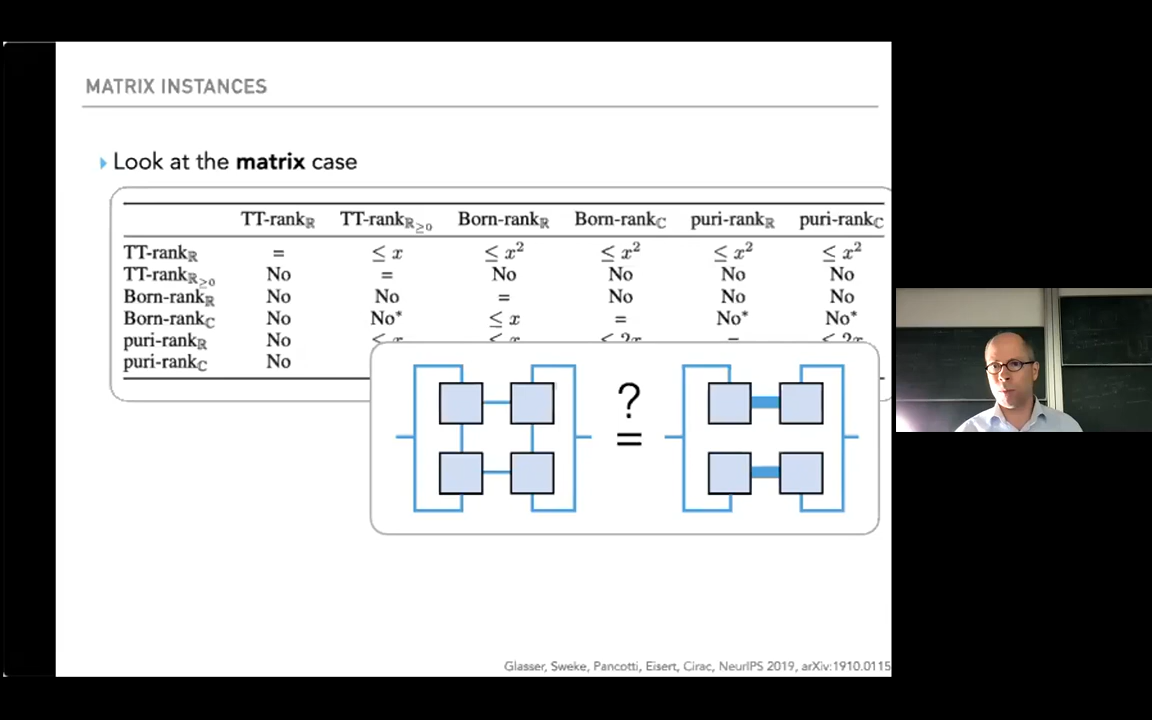 MATRIX INSTANCES
Look at the matrix case
TT-rankℝ TT-rankℝ≥0 Born-rankℝ Born-rankℂ puri-rankℝ puri-rankℂ
TT-rankℝ = ≤ x ≤ x² ≤ x² ≤ x² ≤ x²
TT-rankℝ≥0 No = No No No No
Born-rankℝ No No = No No No
Born-rankℂ No No* ≤ x = No* No*
puri-rankℝ No ≤ x ≤ x ≤ 2x = ≤ 2x
puri-rankℂ No
?
=
Glasser, Sweke, Pancotti, Eisert, Cirac, NeurIPS 2019, arXiv:1910.0115